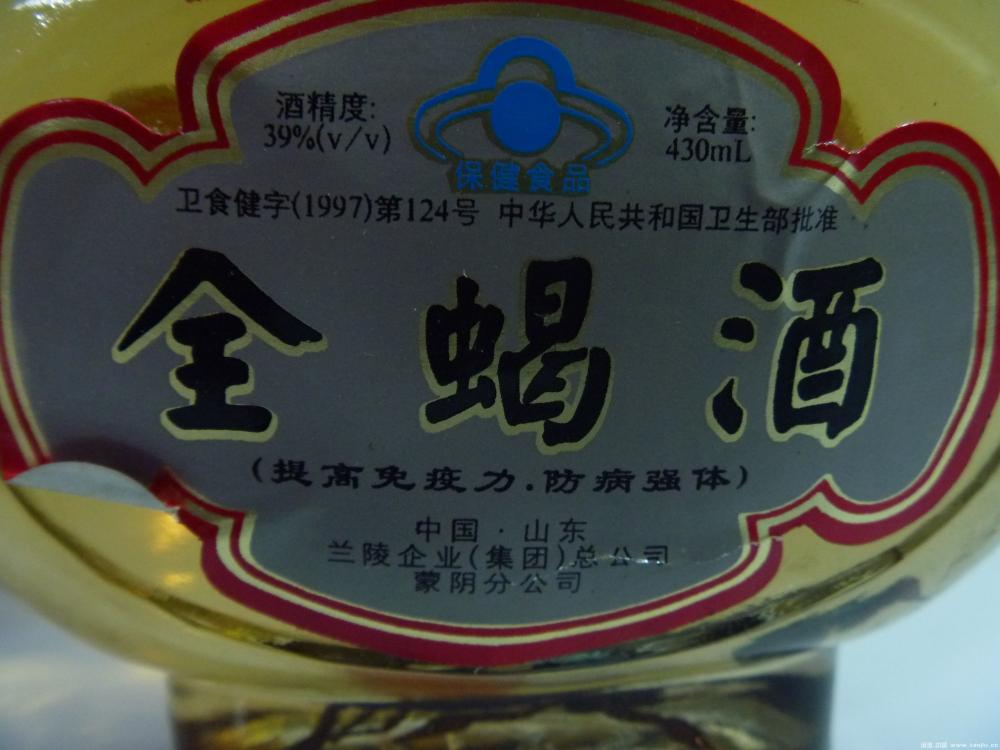 酒精度:
39%(v/v)
保健食品
净含量:
430mL
卫食健字(1997)第124号 中华人民共和国卫生部批准
全蝎酒
(提高免疫力.防病强体)
中国·山东
兰陵企业(集团)总公司
蒙阴分公司